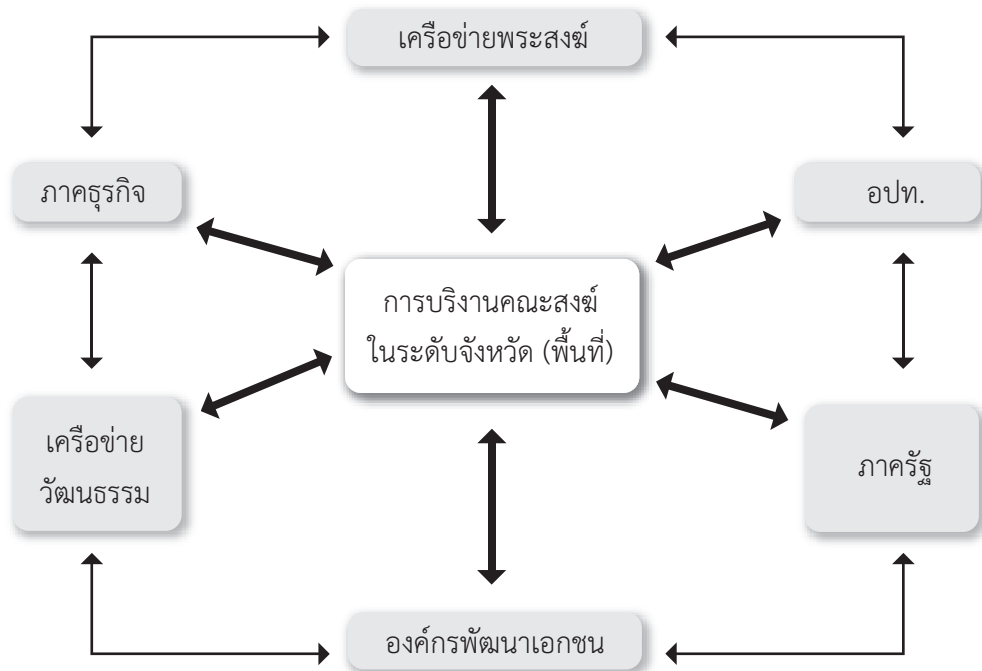 เครือข่ายพระสงฆ์
ภาคธุรกิจ
อปท.
การบริงานคณะสงฆ์
ในระดับจังหวัด (พื้นที่)
เครือข่าย
วัฒนธรรม
ภาครัฐ
องค์กรพัฒนาเอกชน